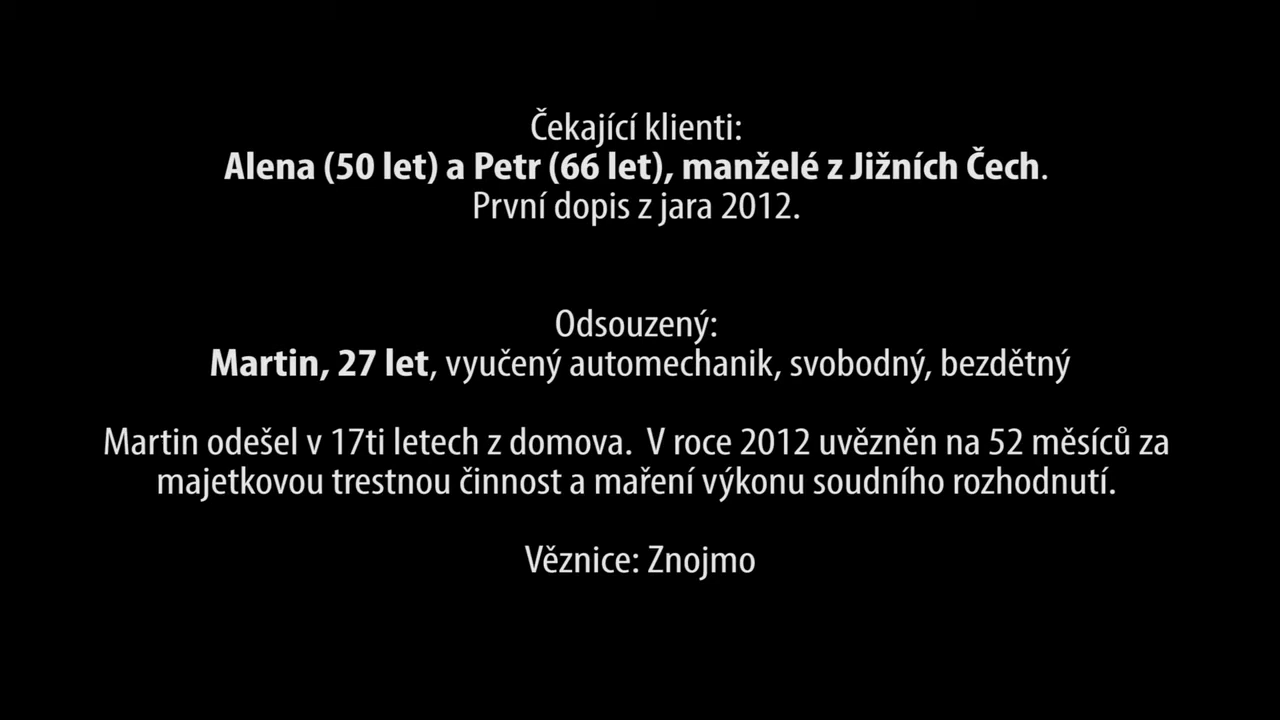 Čekající klienti:
Alena (50 let) a Petr (66 let), manželé z Jižních Čech.
První dopis z jara 2012.
Odsouzený:
Martin, 27 let, vyučený automechanik, svobodný, bezdětný
Martin odešel v 17ti letech z domova.  V roce 2012 uvězněn na 52 měsíců za
majetkovou trestnou činnost a maření výkonu soudního rozhodnutí.
Věznice: Znojmo